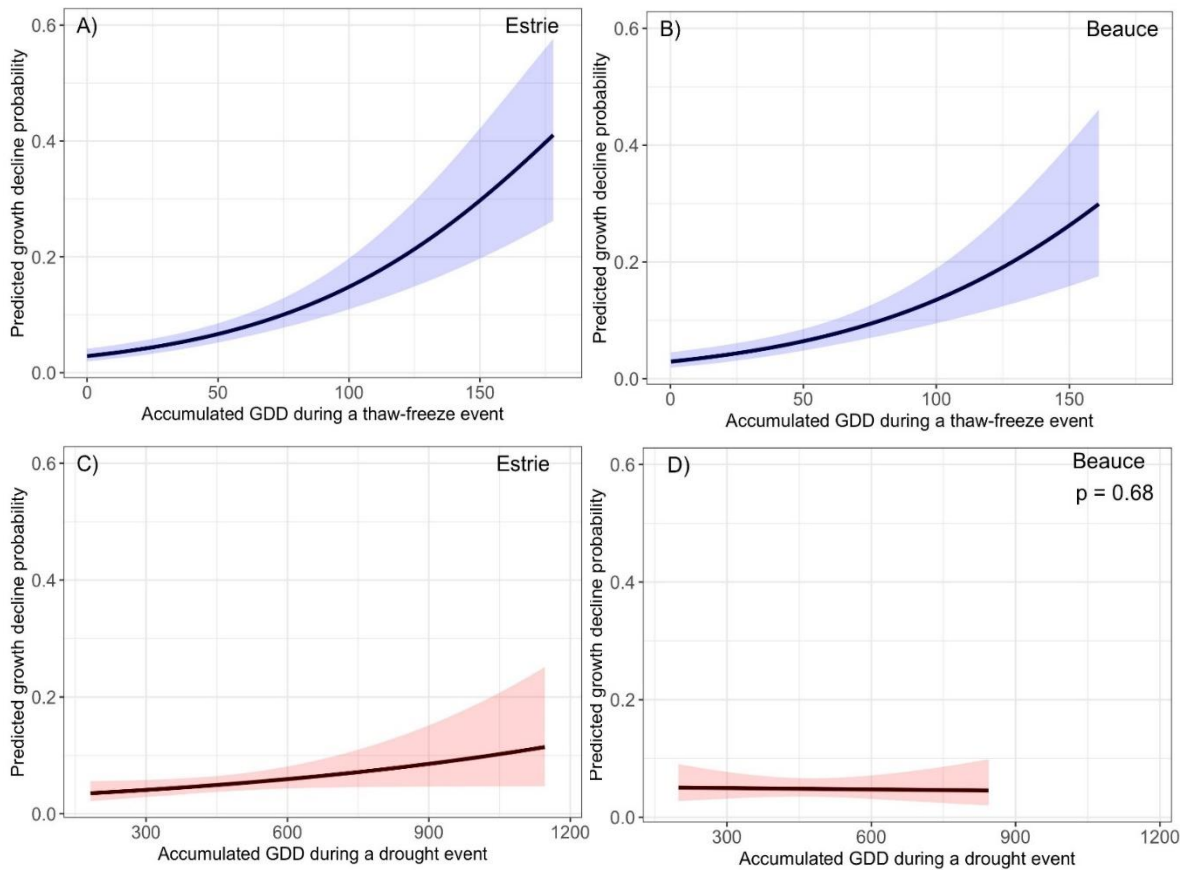 A)
Estrie
0.6
0.4
0.2
0.0
Predicted growth decline probability
0 50 100 150
Accumulated GDD during a thaw-freeze event
B)
Beauce
0.6
0.4
0.2
0.0
Predicted growth decline probability
0 50 100 150
Accumulated GDD during a thaw-freeze event
C)
Estrie
0.6
0.4
0.2
0.0
Predicted growth decline probability
300 600 900 1200
Accumulated GDD during a drought event
D)
Beauce
p = 0.68
0.6
0.4
0.2
0.0
Predicted growth decline probability
300 600 900 1200
Accumulated GDD during a drought event